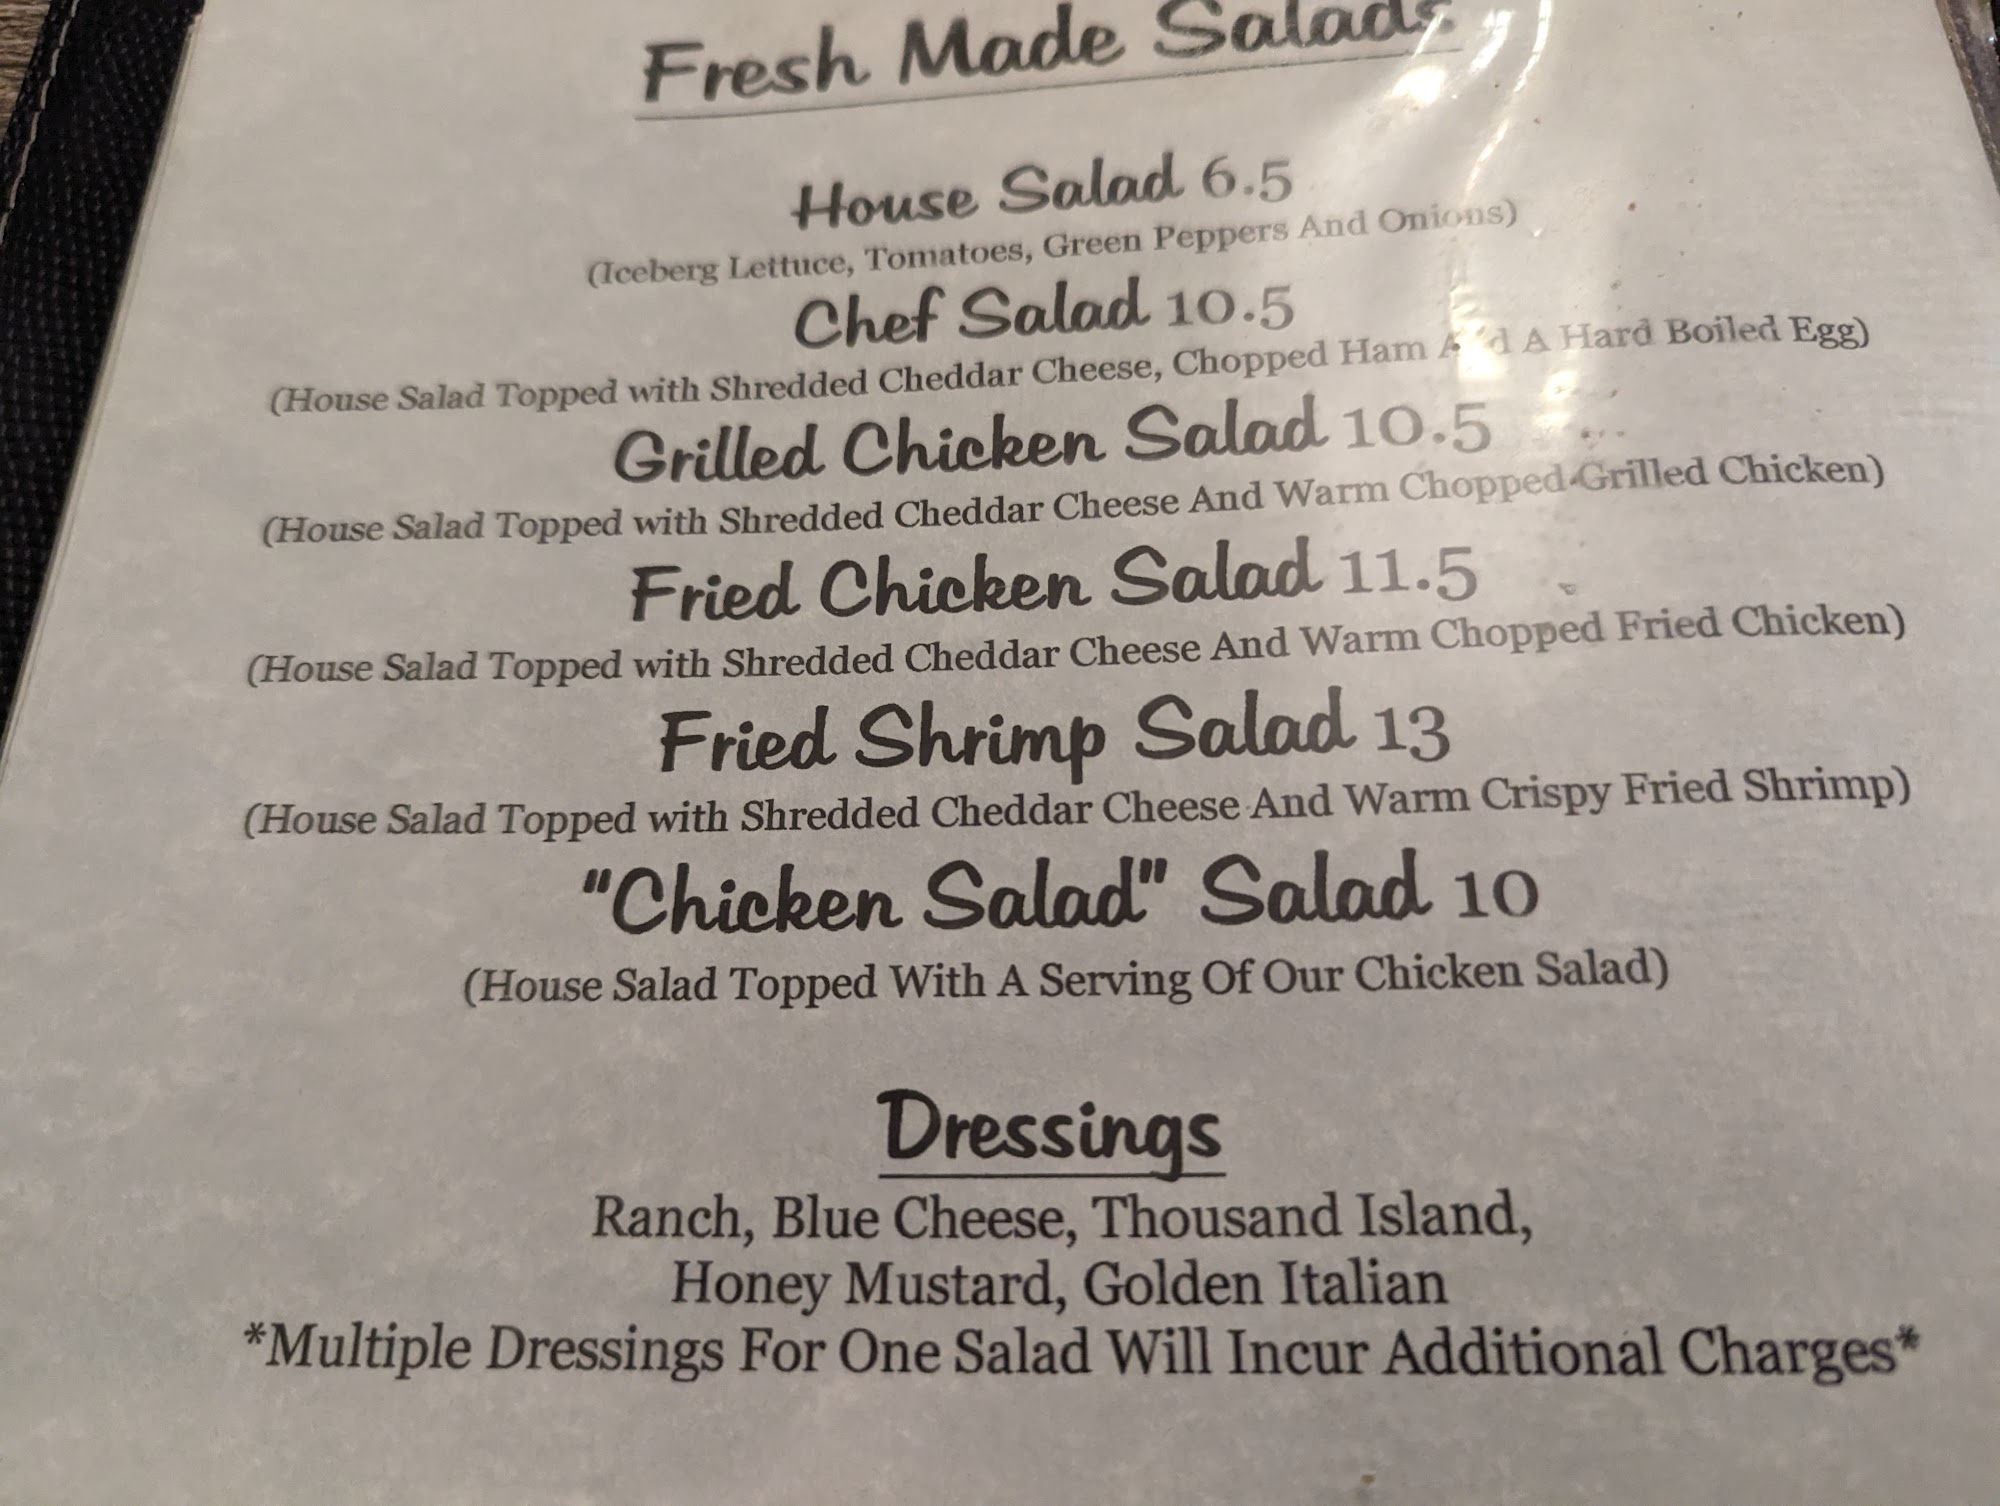 Fresh Made Salads
House Salad 6.5
(Iceberg Lettuce, Tomatoes, Green Peppers And Onions)
Chef Salad 10.5
(House Salad Topped with Shredded Cheddar Cheese, Chopped Ham And A Hard Boiled Egg)
Grilled Chicken Salad 10.5
(House Salad Topped with Shredded Cheddar Cheese And Warm Chopped Grilled Chicken)
Fried Chicken Salad 11.5
(House Salad Topped with Shredded Cheddar Cheese And Warm Chopped Fried Chicken)
Fried Shrimp Salad 13
(House Salad Topped with Shredded Cheddar Cheese And Warm Crispy Fried Shrimp)
"Chicken Salad" Salad 10
(House Salad Topped With A Serving Of Our Chicken Salad)
Dressings
Ranch, Blue Cheese, Thousand Island,
Honey Mustard, Golden Italian
*Multiple Dressings For One Salad Will Incur Additional Charges*